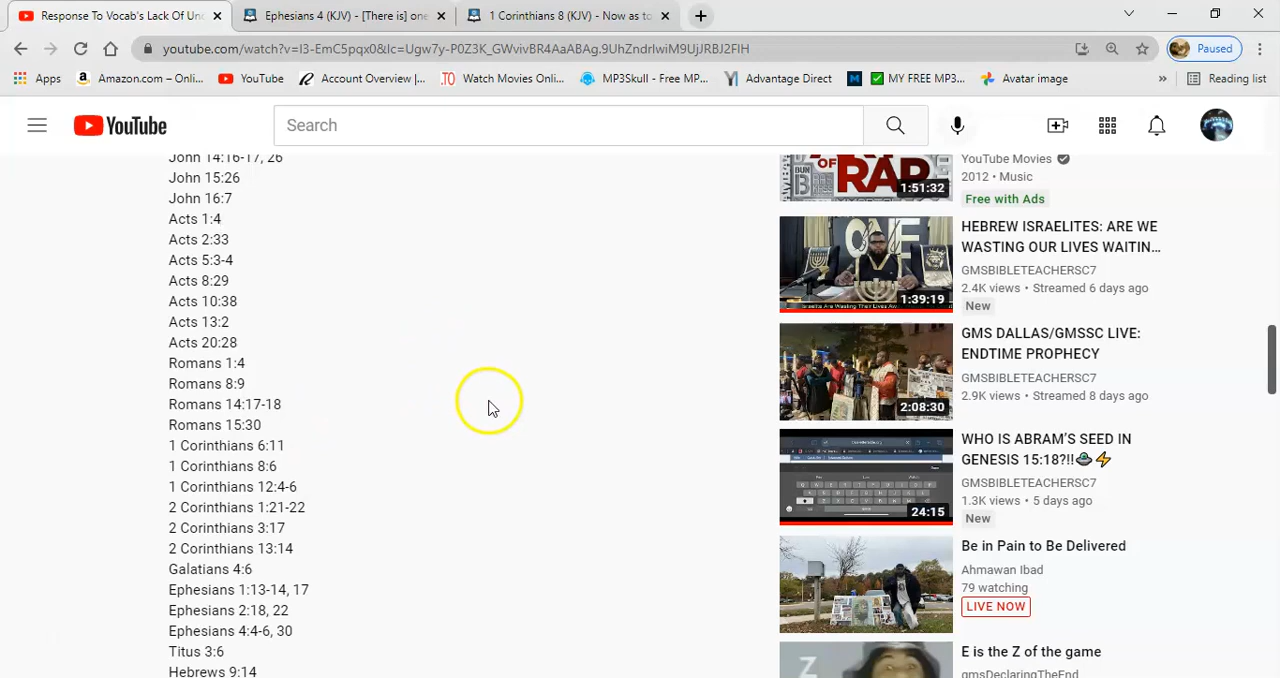 Response To Vocab's Lack Of Und
Ephesians 4 (KJV) - [There is] one
1 Corinthians 8 (KJV) - Now as to
youtube.com/watch?v=I3-EmC5pqx0&lc=Ugwy-P0Z3K_GWvivBR4AaABAg.9UhZndrlwiM9UjJRBJ2FIH
Paused
Apps
Amazon.com – Onli...
YouTube
Account Overview |...
Watch Movies Onlin...
MP3Skull - Free MP...
Advantage Direct
MY FREE MP3...
Avatar image
»
Reading list
YouTube
Search
John 14:16-17, 26
John 15:26
John 16:7
Acts 1:4
Acts 2:33
Acts 5:3-4
Acts 8:29
Acts 10:38
Acts 13:2
Acts 20:28
Romans 1:4
Romans 8:9
Romans 14:17-18
Romans 15:30
1 Corinthians 6:11
1 Corinthians 8:6
1 Corinthians 12:4-6
2 Corinthians 1:21-22
2 Corinthians 3:17
2 Corinthians 13:14
Galatians 4:6
Ephesians 1:13-14, 17
Ephesians 2:18, 22
Ephesians 4:4-6, 30
Titus 3:6
Hebrews 9:14
OF RAP
1:51:32
YouTube Movies
2012 • Music
Free with Ads
1:39:19
HEBREW ISRAELITES: ARE WE
WASTING OUR LIVES WAITIN...
GMSBIBLETEACHERSC7
2.4K views • Streamed 6 days ago
New
2:08:30
GMS DALLAS/GMSSC LIVE:
ENDTIME PROPHECY
GMSBIBLETEACHERSC7
2.9K views • Streamed 8 days ago
24:15
WHO IS ABRAM'S SEED IN
GENESIS 15:18?!!🛸⚡
GMSBIBLETEACHERSC7
1.3K views • 5 days ago
New
Be in Pain to Be Delivered
Ahmawan Ibad
79 watching
LIVE NOW
Z
E is the Z of the game
gmsDeclaringTheEnd